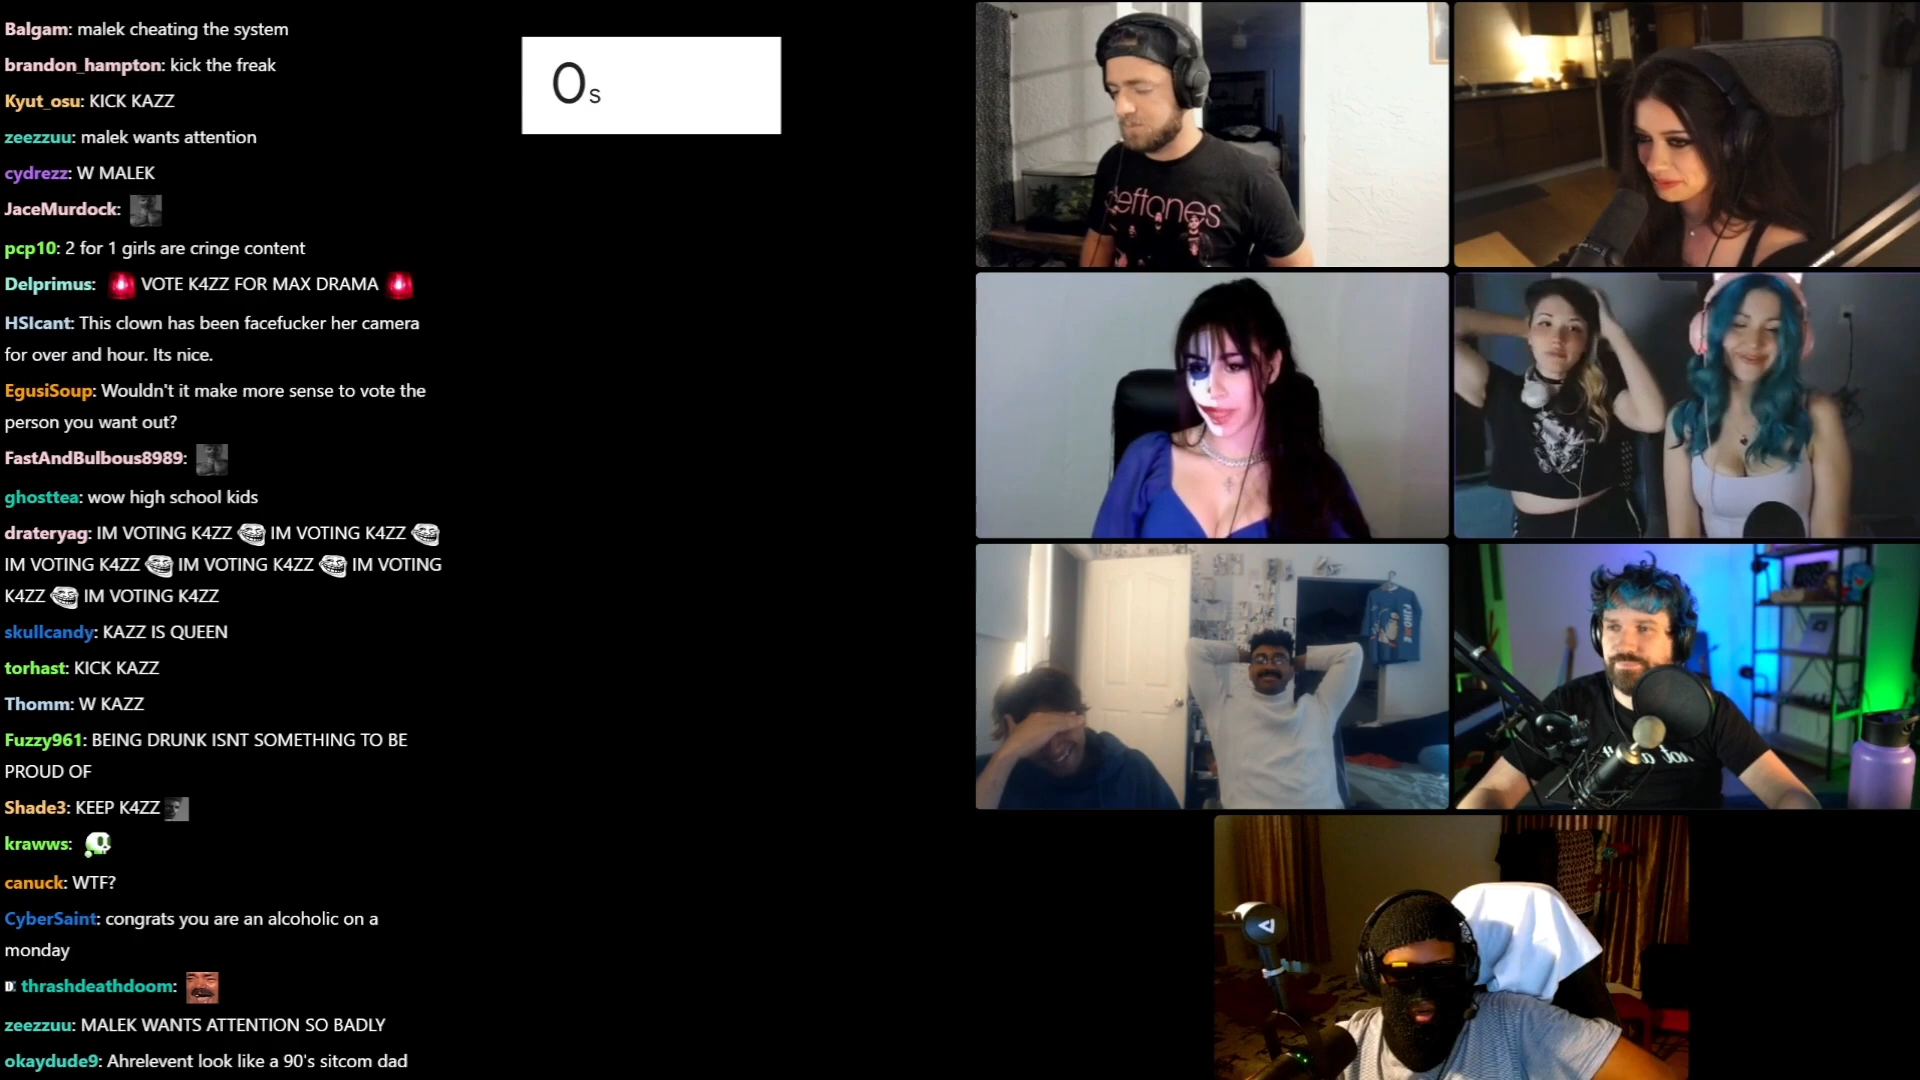 Balgam: malek cheating the system
brandon_hampton: kick the freak
Kyut_osu: KICK KAZZ
zeezzuu: malek wants attention
cydrezz: W MALEK
JaceMurdock:
pcp10: 2 for 1 girls are cringe content
Delprimus: VOTE K4ZZ FOR MAX DRAMA
HSIcant: This clown has been facefucker her camera
for over and hour. Its nice.
EgusiSoup: Wouldn't it make more sense to vote the
person you want out?
FastAndBulbous8989:
ghosttea: wow high school kids
drateryag: IM VOTING K4ZZ IM VOTING K4ZZ
IM VOTING K4ZZ IM VOTING K4ZZ IM VOTING
K4ZZ IM VOTING K4ZZ
skullcandy: KAZZ IS QUEEN
torhast: KICK KAZZ
Thomm: W KAZZ
Fuzzy961: BEING DRUNK ISNT SOMETHING TO BE
PROUD OF
Shade3: KEEP K4ZZ
krawws:
canuck: WTF?
CyberSaint: congrats you are an alcoholic on a
monday
thrashdeathdoom:
zeezzuu: MALEK WANTS ATTENTION SO BADLY
okaydude9: Ahrelevent look like a 90's sitcom dad
0s
deftones